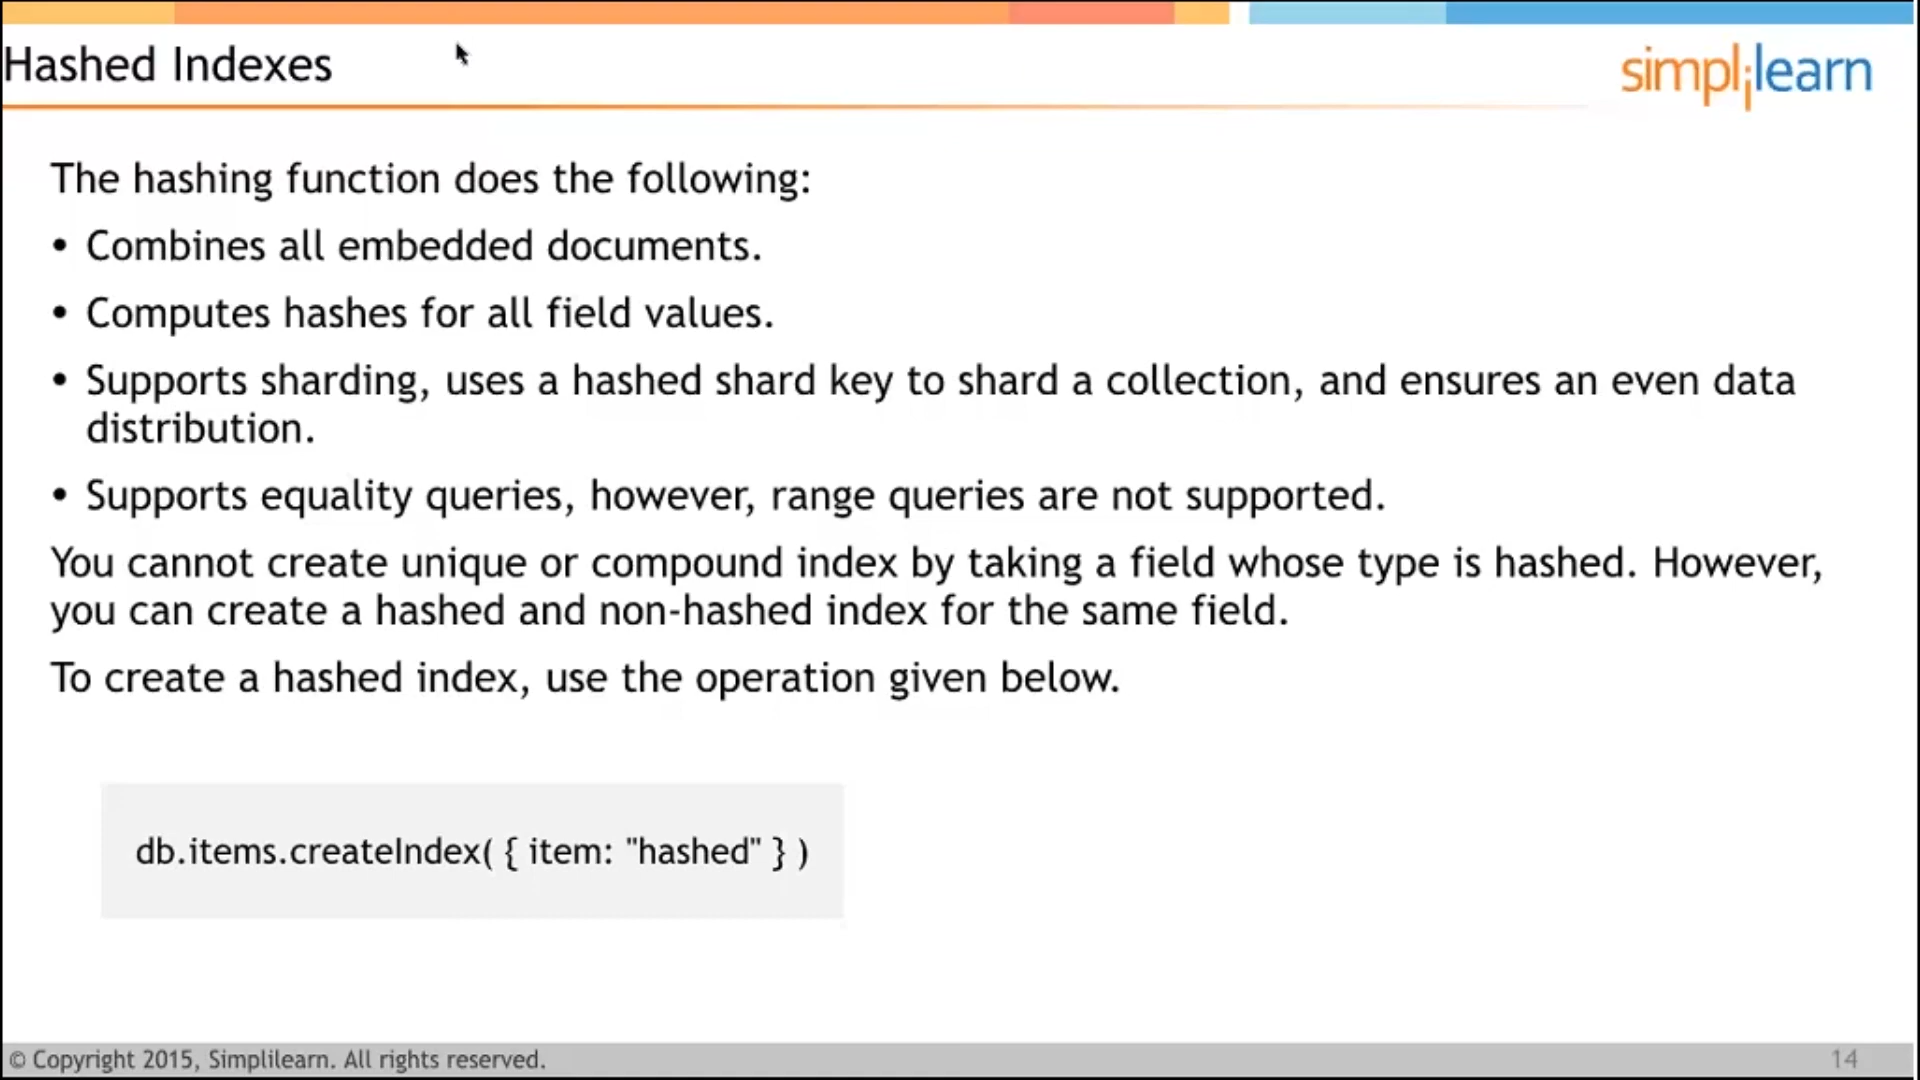 Hashed Indexes
simplilearn
The hashing function does the following:
• Combines all embedded documents.
• Computes hashes for all field values.
• Supports sharding, uses a hashed shard key to shard a collection, and ensures an even data
distribution.
• Supports equality queries, however, range queries are not supported.
You cannot create unique or compound index by taking a field whose type is hashed. However,
you can create a hashed and non-hashed index for the same field.
To create a hashed index, use the operation given below.
db.items.createIndex( { item: "hashed" } )
© Copyright 2015, Simplilearn. All rights reserved.
14